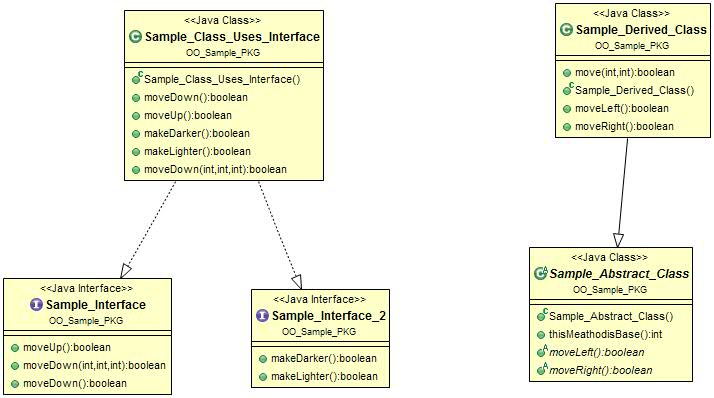 <<Java Class>>
Sample_Class_Uses_Interface
OO_Sample_PKG
Sample_Class_Uses_Interface()
moveDown():boolean
moveUp():boolean
makeDarker():boolean
makeLighter():boolean
moveDown(int,int,int):boolean
<<Java Class>>
Sample_Derived_Class
OO_Sample_PKG
move(int,int):boolean
Sample_Derived_Class()
moveLeft():boolean
moveRight():boolean
<<Java Interface>>
Sample_Interface
OO_Sample_PKG
moveUp():boolean
moveDown(int,int,int):boolean
moveDown():boolean
<<Java Interface>>
Sample_Interface_2
OO_Sample_PKG
makeDarker():boolean
makeLighter():boolean
<<Java Class>>
Sample_Abstract_Class
OO_Sample_PKG
Sample_Abstract_Class()
thisMeathodisBase():int
moveLeft():boolean
moveRight():boolean